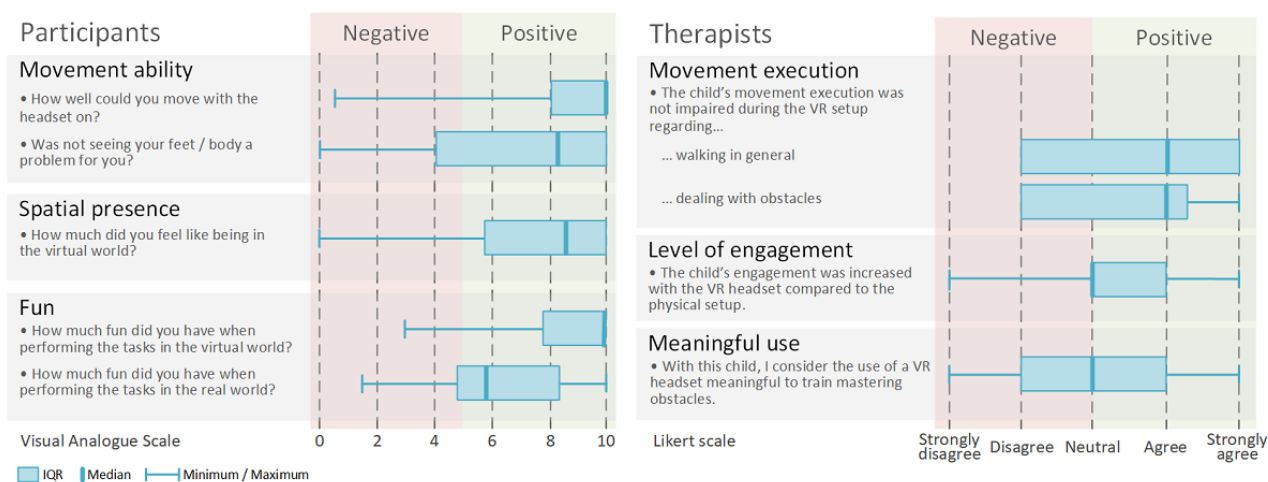 Participants
Negative
Positive
Movement ability
• How well could you move with the
headset on?
• Was not seeing your feet / body a
problem for you?
Spatial presence
• How much did you feel like being in
the virtual world?
Fun
• How much fun did you have when
performing the tasks in the virtual world?
• How much fun did you have when
performing the tasks in the real world?
Visual Analogue Scale
0 2 4 6 8 10
IQR Median Minimum / Maximum
Therapists
Negative
Positive
Movement execution
• The child's movement execution was
not impaired during the VR setup
regarding...
... walking in general
... dealing with obstacles
Level of engagement
• The child's engagement was increased
with the VR headset compared to the
physical setup.
Meaningful use
• With this child, I consider the use of a VR
headset meaningful to train mastering
obstacles.
Likert scale
Strongly
disagree
Disagree
Neutral
Agree
Strongly
agree